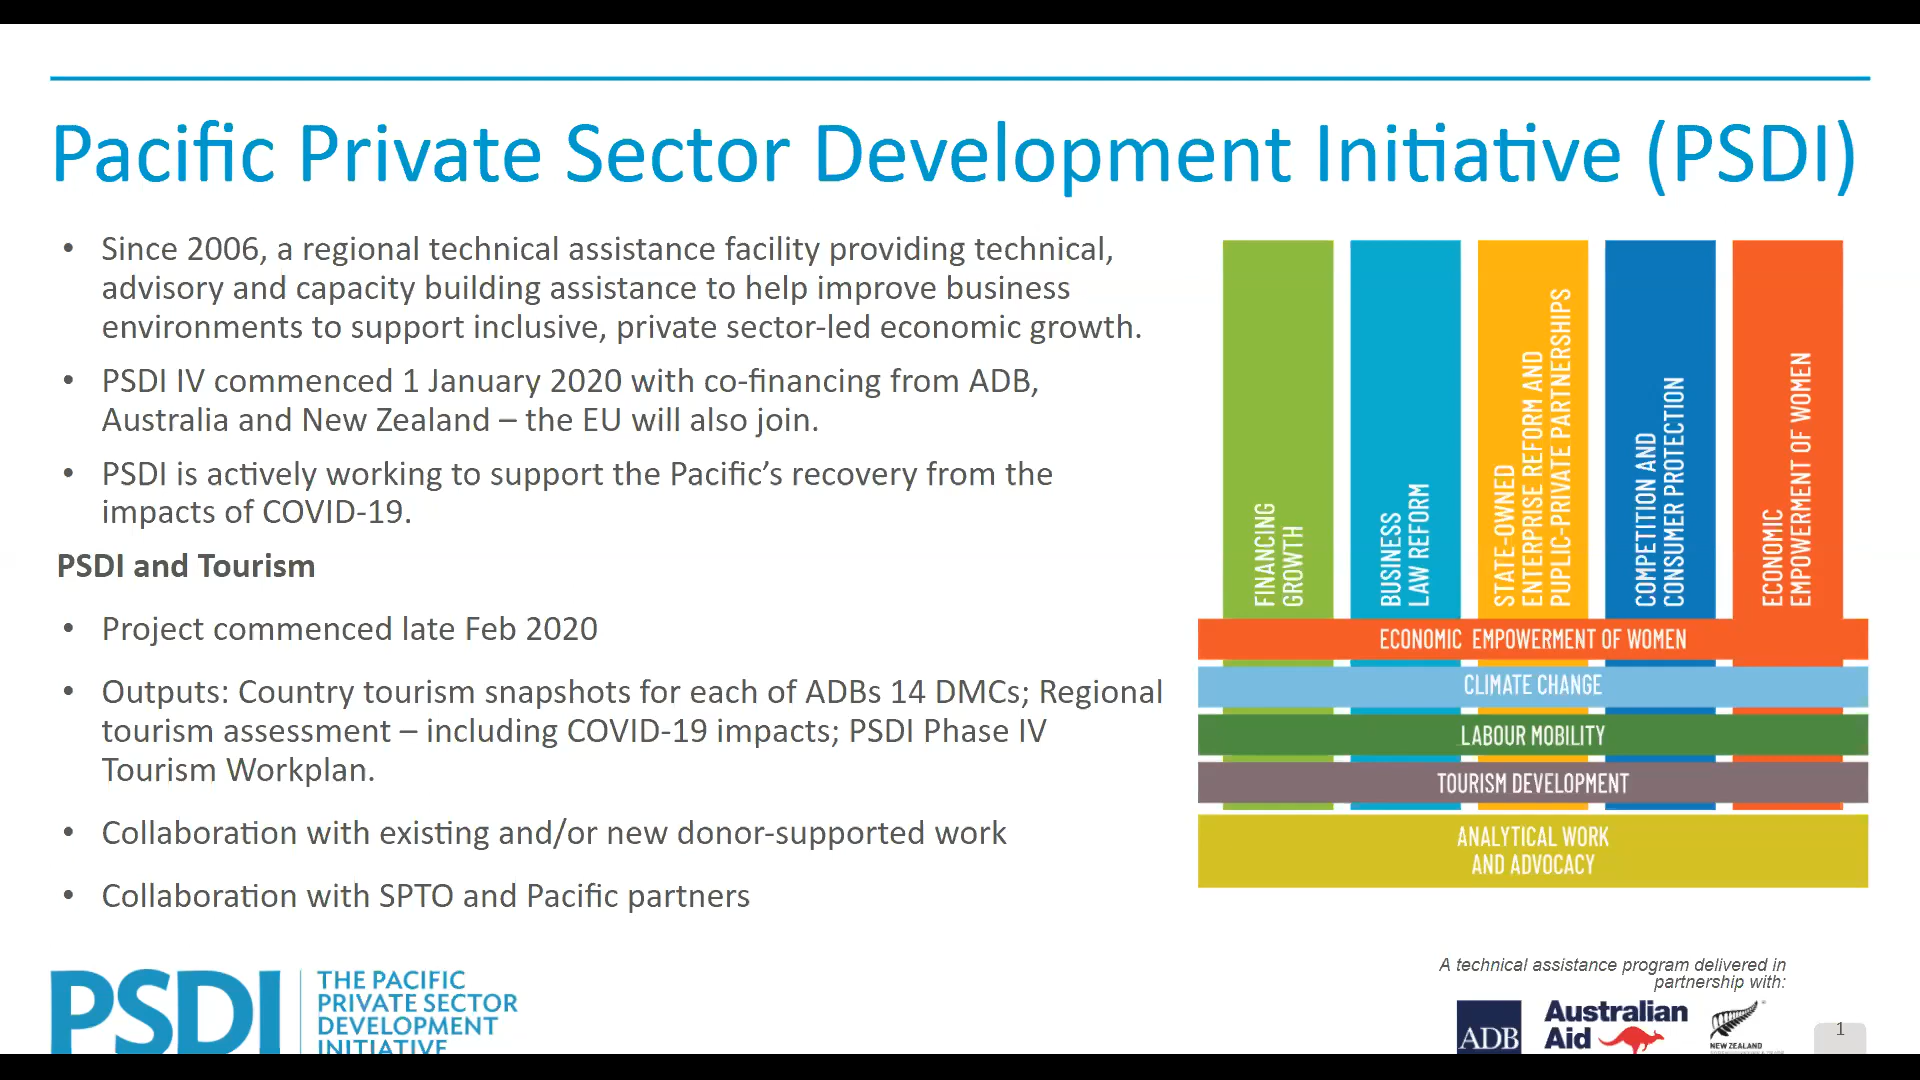 Pacific Private Sector Development Initiative (PSDI)
• Since 2006, a regional technical assistance facility providing technical,
advisory and capacity building assistance to help improve business
environments to support inclusive, private sector-led economic growth.
• PSDI IV commenced 1 January 2020 with co-financing from ADB,
Australia and New Zealand – the EU will also join.
• PSDI is actively working to support the Pacific’s recovery from the
impacts of COVID-19.
PSDI and Tourism
• Project commenced late Feb 2020
• Outputs: Country tourism snapshots for each of ADBs 14 DMCs; Regional
tourism assessment – including COVID-19 impacts; PSDI Phase IV
Tourism Workplan.
• Collaboration with existing and/or new donor-supported work
• Collaboration with SPTO and Pacific partners
FINANCING
GROWTH
BUSINESS
LAW REFORM
STATE-OWNED
ENTERPRISE REFORM AND
PUPLIC-PRIVATE PARTNERSHIPS
COMPETITION AND
CONSUMER PROTECTION
ECONOMIC
EMPOWERMENT OF WOMEN
ECONOMIC EMPOWERMENT OF WOMEN
CLIMATE CHANGE
LABOUR MOBILITY
TOURISM DEVELOPMENT
ANALYTICAL WORK
AND ADVOCACY
PSDI
THE PACIFIC
PRIVATE SECTOR
DEVELOPMENT
INITIATIVE
A technical assistance program delivered in
partnership with:
ADB
Australian
Aid
NEW ZEALAND
1